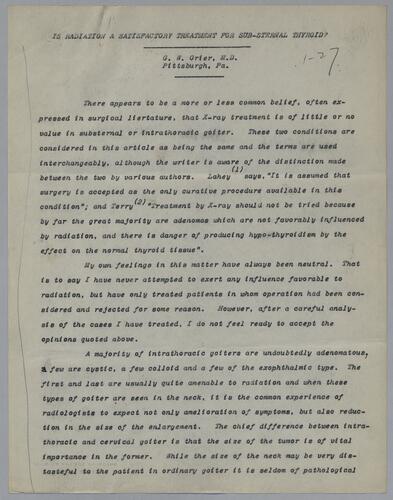 IS RADIATION A SATISFACTORY TREATMENT FOR SUB-STERNAL THYROID?
G. W. Grier, M.D.
Pittsburgh, Pa.
1-27.
There appears to be a more or less common belief, often ex-
pressed in surgical liertature, that X-ray treatment is of little or no
value in substernal or intrathoracic goiter. These two conditions are
considered in this article as being the same and the terms are used
interchangeably, although the writer is aware of the distinction made
between the two by various authors. Lahey (1) says, "It is assumed that
surgery is accepted as the only curative procedure available in this
condition"; and Terry (2) "Treatment by X-ray should not be tried because
by far the great majority are adenomas which are not favorably influenced
by radiation, and there is danger of producing hypo-thyroidism by the
effect on the normal thyroid tissue".
My own feelings in this matter have always been neutral. That
is to say I have never attempted to exert any influence favorable to
radiation, but have only treated patients in whom operation had been con-
sidered and rejected for some reason. However, after a careful analy-
sis of the cases I have treated, I do not feel ready to accept the
opinions quoted above.
A majority of intrathoracic goiters are undoubtedly adenomatous,
a few are cystic, a few colloid and a few of the exophthalmic type. The
first and last are usually quite amenable to radiation and when these
types of goiter are seen in the neck, it is the common experience of
radiologists to expect not only amelioration of symptoms, but also reduc-
tion in the size of the enlargement. The chief difference between intra-
thoracic and cervical goiter is that the size of the tumor is of vital
importance in the former. While the size of the neck may be very dis-
tasteful to the patient in ordinary goiter it is seldom of pathological